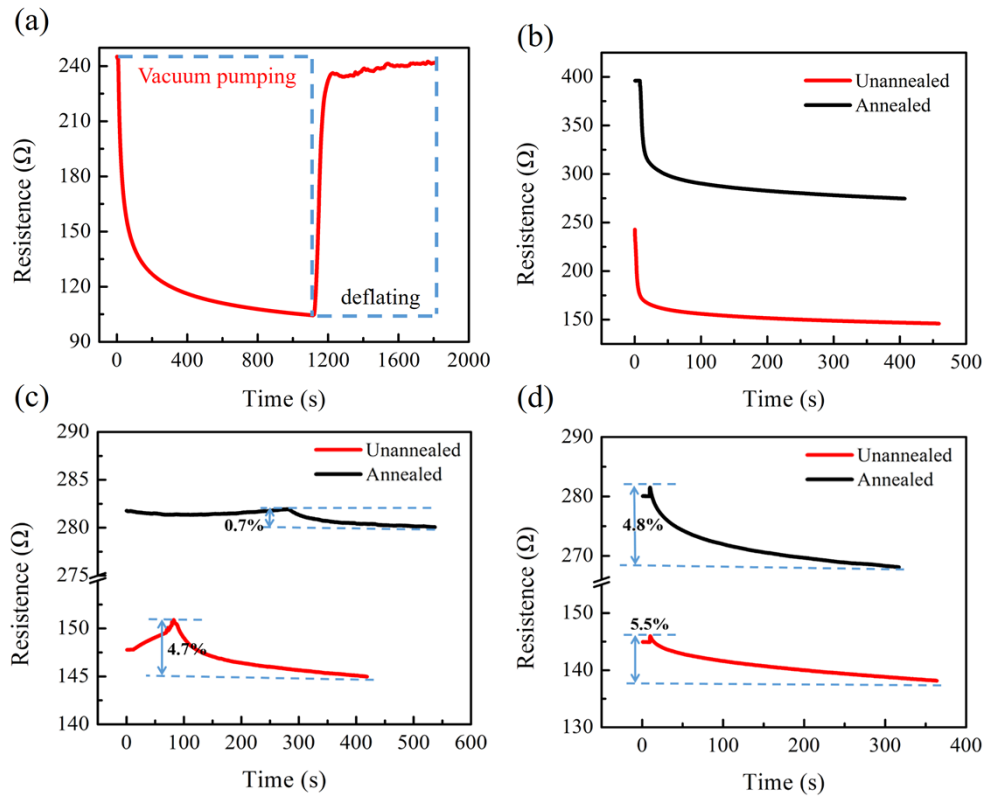 (a)
240
210
180
150
120
90
Resistence (Ω)
Vacuum pumping
deflating
0 400 800 1200 1600 2000
Time (s)
(b)
400
350
300
250
200
150
Resistence (Ω)
Unannealed
Annealed
0 100 200 300 400 500
Time (s)
(c)
290
285
280
275
150
145
140
Resistence (Ω)
Unannealed
Annealed
0.7%
4.7%
0 100 200 300 400 500 600
Time (s)
(d)
290
280
270
150
145
140
130
Resistence (Ω)
Unannealed
Annealed
4.8%
5.5%
0 100 200 300 400
Time (s)